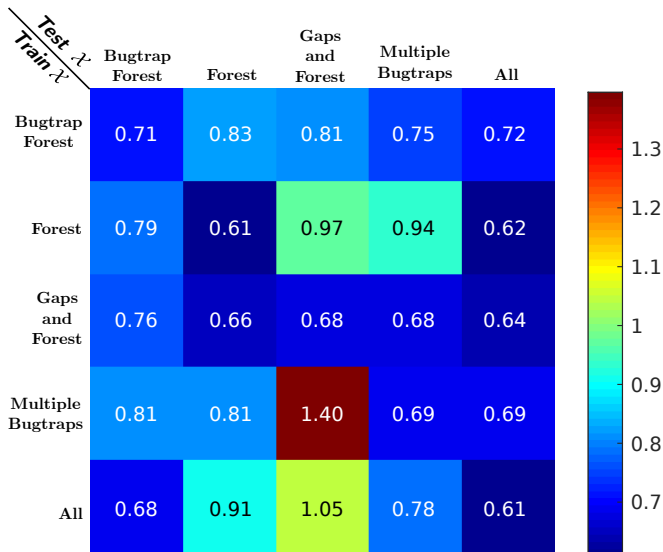 Test 𝒳
Train 𝒳
Bugtrap
Forest
Forest
Gaps
and
Forest
Multiple
Bugtraps
All
Bugtrap
Forest
0.71 0.83 0.81 0.75 0.72
Forest
0.79 0.61 0.97 0.94 0.62
Gaps
and
Forest
0.76 0.66 0.68 0.68 0.64
Multiple
Bugtraps
0.81 0.81 1.40 0.69 0.69
All
0.68 0.91 1.05 0.78 0.61
1.3
1.2
1.1
1
0.9
0.8
0.7